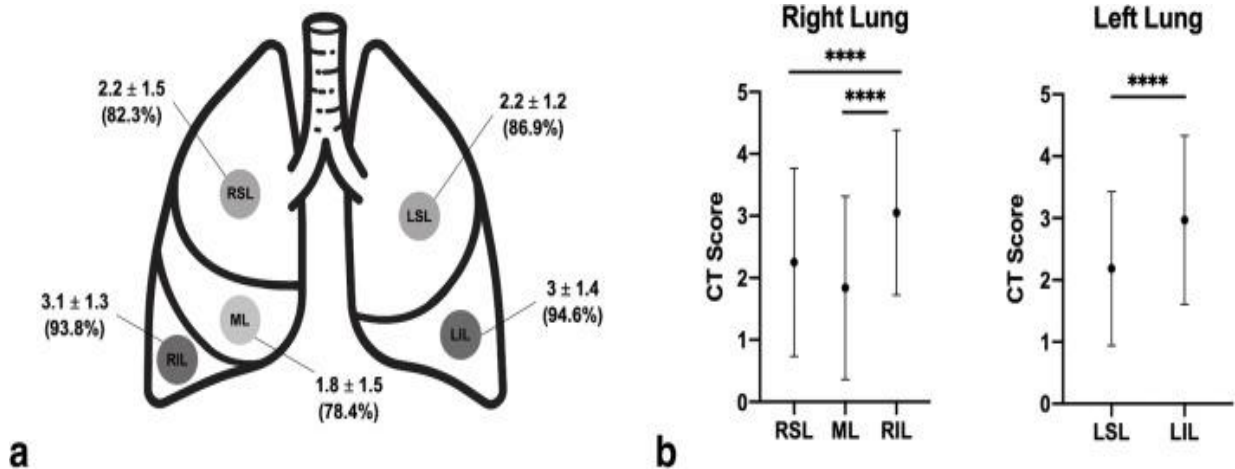 2.2 ± 1.5
(82.3%)
2.2 ± 1.2
(86.9%)
RSL
LSL
3.1 ± 1.3
(93.8%)
ML
3 ± 1.4
(94.6%)
RIL
LIL
1.8 ± 1.5
(78.4%)
a
Right Lung
****
****
5
4
3
2
1
0
CT Score
RSL ML RIL
Left Lung
****
5
4
3
2
1
0
CT Score
LSL LIL
b